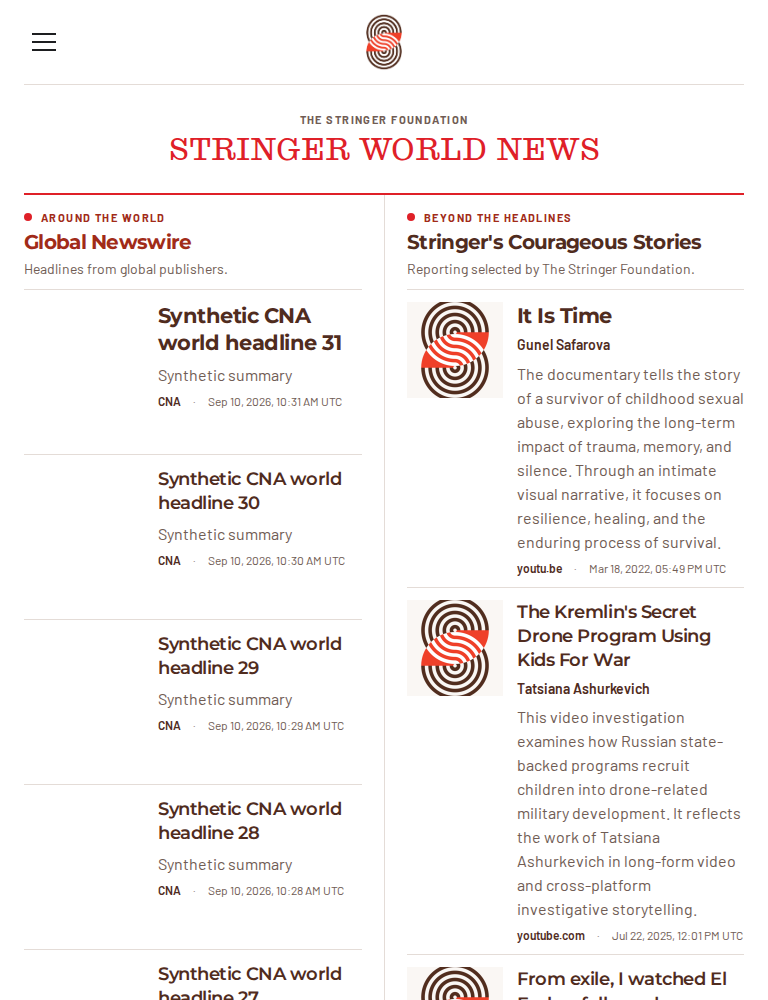 THE STRINGER FOUNDATION
STRINGER WORLD NEWS
AROUND THE WORLD
Global Newswire
Headlines from global publishers.
Synthetic CNA
world headline 31
Synthetic summary
CNA · Sep 10, 2026, 10:31 AM UTC
Synthetic CNA world
headline 30
Synthetic summary
CNA · Sep 10, 2026, 10:30 AM UTC
Synthetic CNA world
headline 29
Synthetic summary
CNA · Sep 10, 2026, 10:29 AM UTC
Synthetic CNA world
headline 28
Synthetic summary
CNA · Sep 10, 2026, 10:28 AM UTC
Synthetic CNA world
headline 27
BEYOND THE HEADLINES
Stringer's Courageous Stories
Reporting selected by The Stringer Foundation.
It Is Time
Gunel Safarova
The documentary tells the story
of a survivor of childhood sexual
abuse, exploring the long-term
impact of trauma, memory, and
silence. Through an intimate
visual narrative, it focuses on
resilience, healing, and the
enduring process of survival.
youtu.be · Mar 18, 2022, 05:49 PM UTC
The Kremlin's Secret
Drone Program Using
Kids For War
Tatsiana Ashurkevich
This video investigation
examines how Russian state-
backed programs recruit
children into drone-related
military development. It reflects
the work of Tatsiana
Ashurkevich in long-form video
and cross-platform
investigative storytelling.
youtube.com · Jul 22, 2025, 12:01 PM UTC
From exile, I watched El